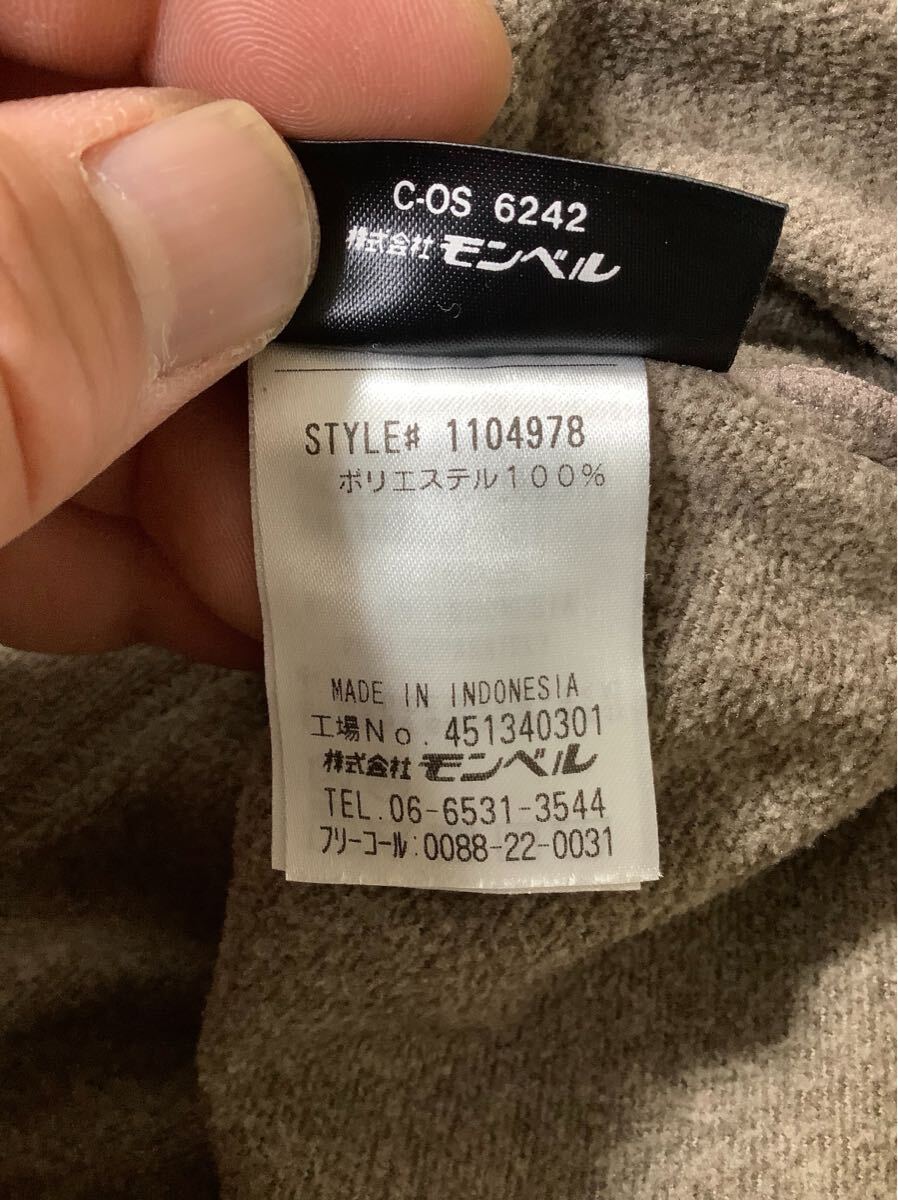 C-OS 6242
株式会社モンベル
STYLE# 1104978
ポリエステル100%
MADE IN INDONESIA
工場No. 451340301
株式会社モンベル
TEL.06-6531-3544
フリーコール:0088-22-0031